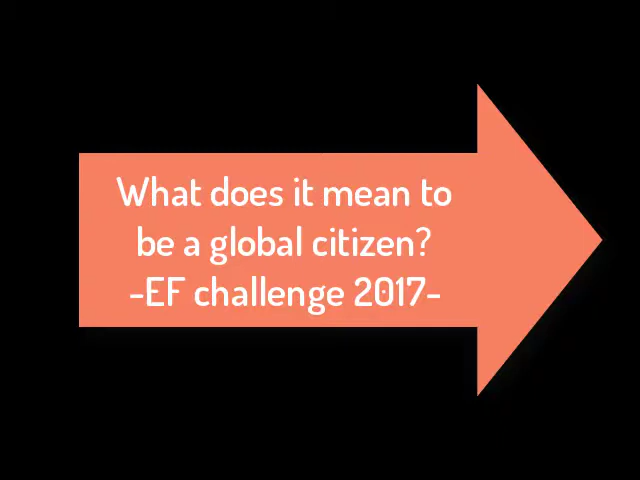 What does it mean to
be a global citizen?
-EF challenge 2017-